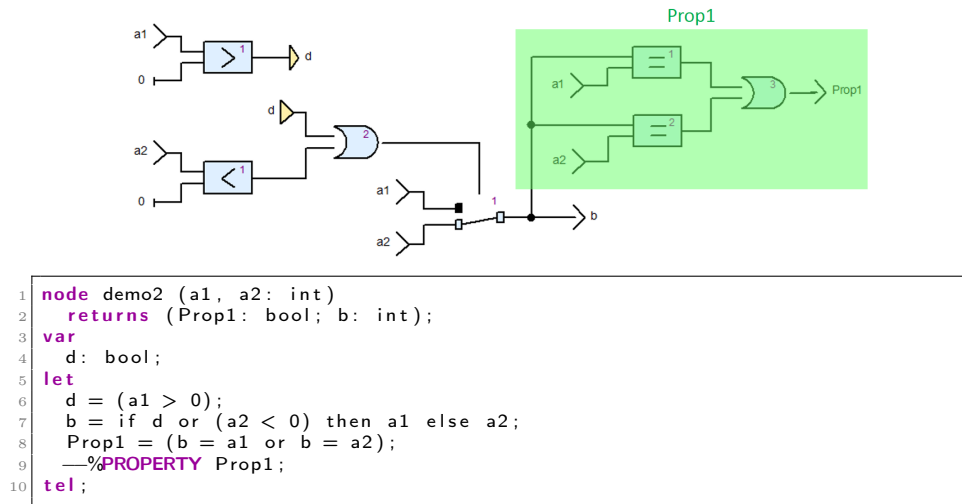 Prop1
a1
1
>
d
0
a1
=
1
3
Prop1
d
2
=
2
a2
a2
<
1
0
a1
1
a2
b
1 node demo2 (a1, a2: int)
2 returns (Prop1: bool; b: int);
3 var
4 d: bool;
5 let
6 d = (a1 > 0);
7 b = if d or (a2 < 0) then a1 else a2;
8 Prop1 = (b = a1 or b = a2);
9 —%PROPERTY Prop1;
10 tel;